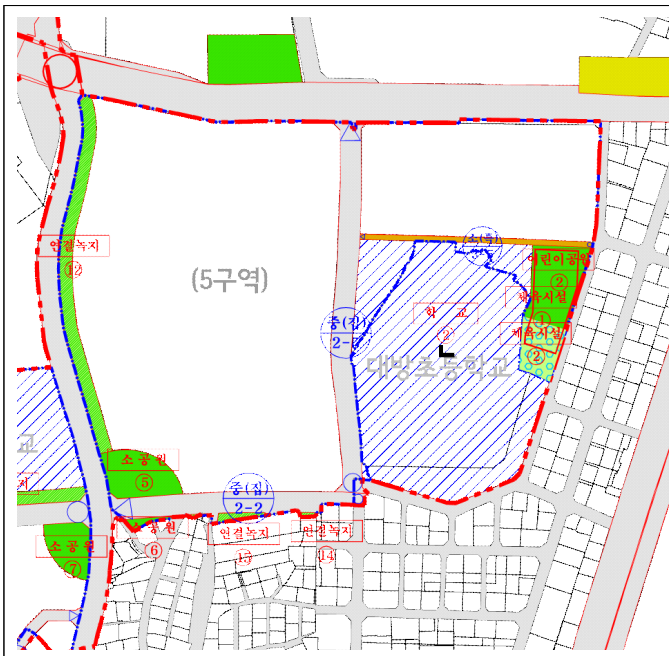 연결녹지
⑫
(5구역)
어린이공원
②
체육시설
①
체육시설
②
학 교
②
대방초등학교
중(집)
중(집)
2-2
교
지
소공원
⑤
공원
⑥
연결녹지
연결녹지
⑭
소공원
⑦